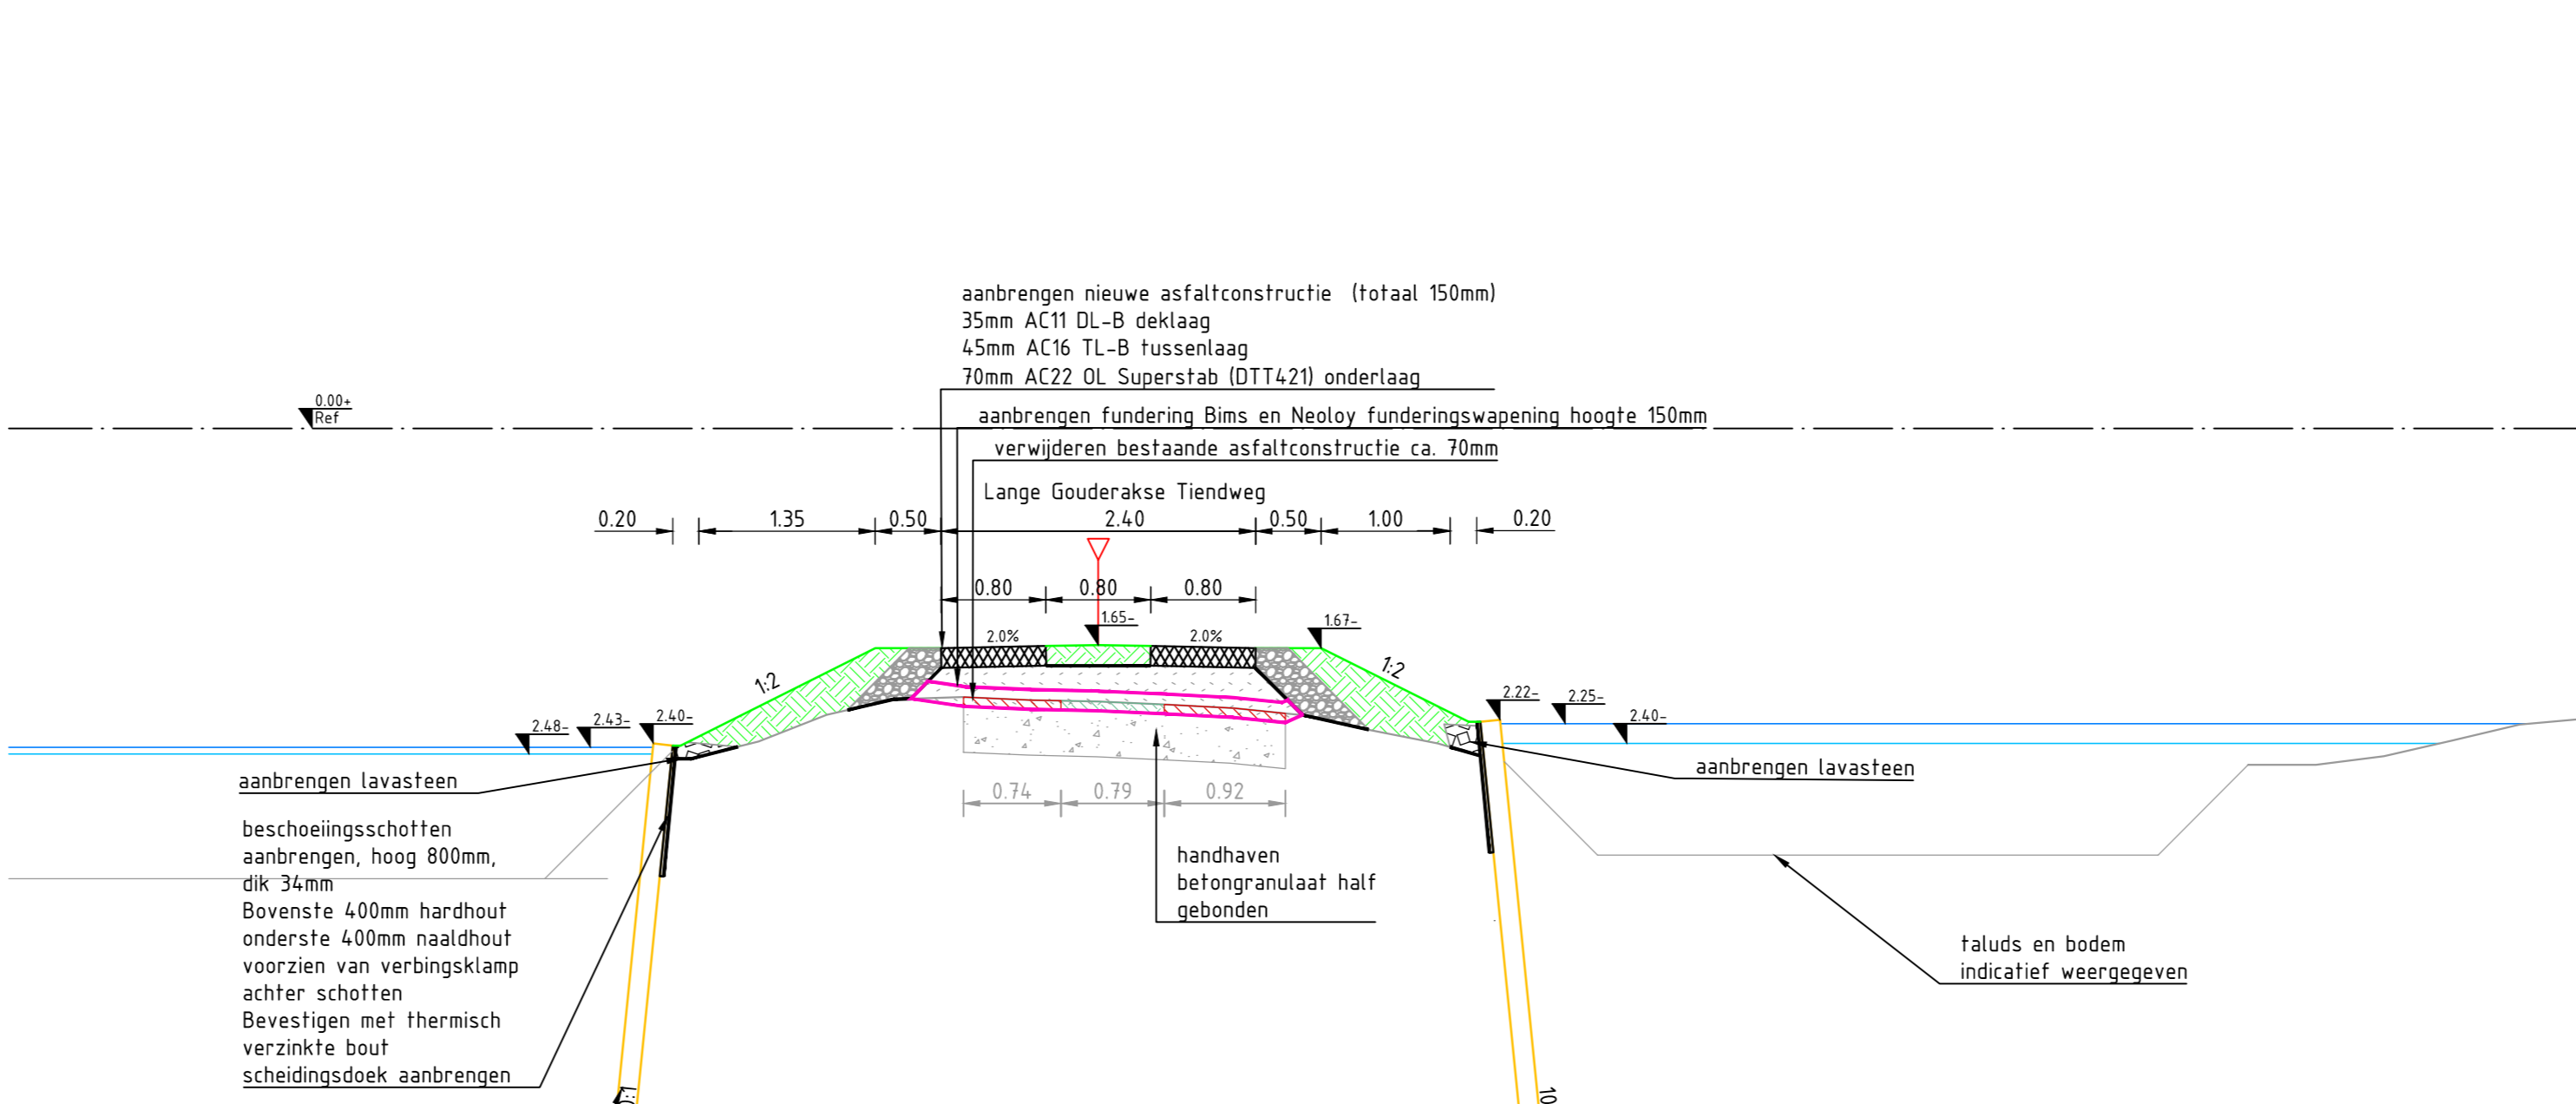 aanbrengen nieuwe asfaltconstructie (totaal 150mm)
35mm AC11 DL-B deklaag
45mm AC16 TL-B tussenlaag
70mm AC22 OL Superstab (DTT421) onderlaag
0.00+
Ref
aanbrengen fundering Bims en Neoloy funderingswapening hoogte 150mm
verwijderen bestaande asfaltconstructie ca. 70mm
Lange Gouderakse Tiendweg
0.20 1.35 0.50 2.40 0.50 1.00 0.20
0.80 0.80 0.80
1.65- 1.67-
2.0% 2.0%
1:2 1:2
2.48- 2.43- 2.40- 2.22- 2.25- 2.40-
aanbrengen lavasteen
aanbrengen lavasteen
0.74 0.79 0.92
beschoeiingsschotten
aanbrengen, hoog 800mm,
dik 34mm
Bovenste 400mm hardhout
onderste 400mm naaldhout
voorzien van verbingsklamp
achter schotten
Bevestigen met thermisch
verzinkte bout
scheidingsdoek aanbrengen
handhaven
betongranulaat half
gebonden
taluds en bodem
indicatief weergegeven
10